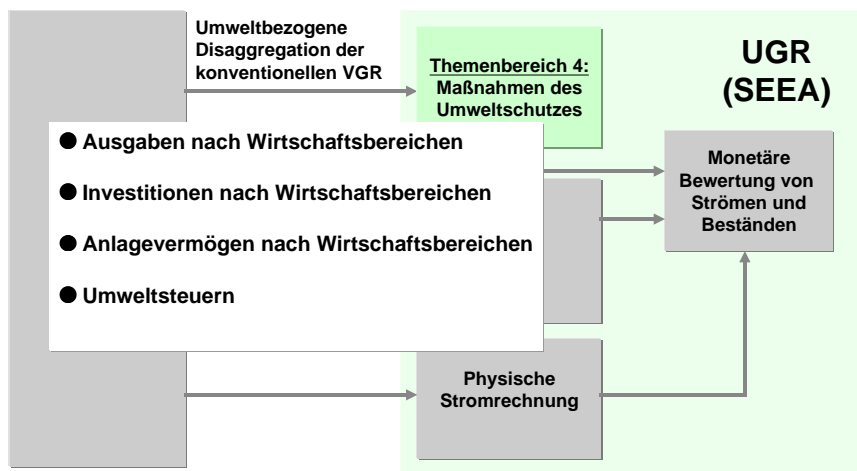 Umweltbezogene
Disaggregation der
konventionellen VGR
Themenbereich 4:
Maßnahmen des
Umweltschutzes
UGR
(SEEA)
● Ausgaben nach Wirtschaftsbereichen
● Investitionen nach Wirtschaftsbereichen
● Anlagevermögen nach Wirtschaftsbereichen
● Umweltsteuern
Monetäre
Bewertung von
Strömen und
Beständen
Physische
Stromrechnung